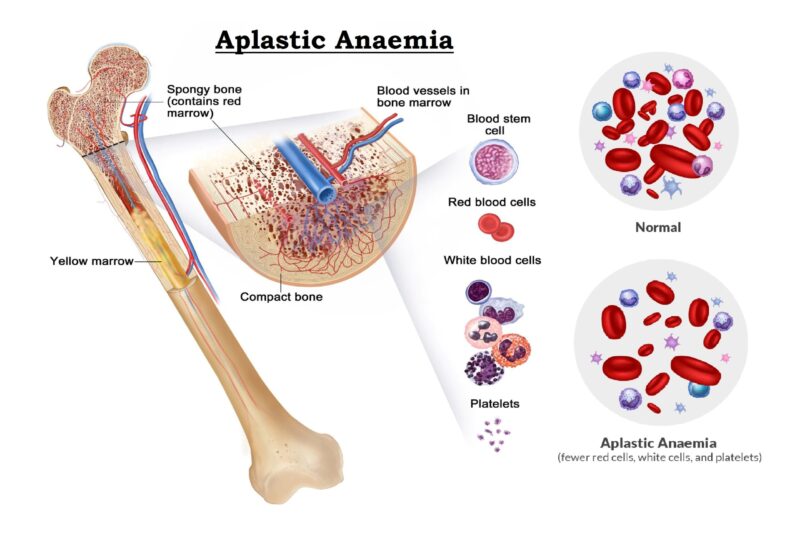 Aplastic Anaemia
Spongy bone
(contains red
marrow)
Blood vessels in
bone marrow
Yellow marrow
Compact bone
Blood stem
cell
Red blood cells
White blood cells
Platelets
Normal
Aplastic Anaemia
(fewer red cells, white cells, and platelets)